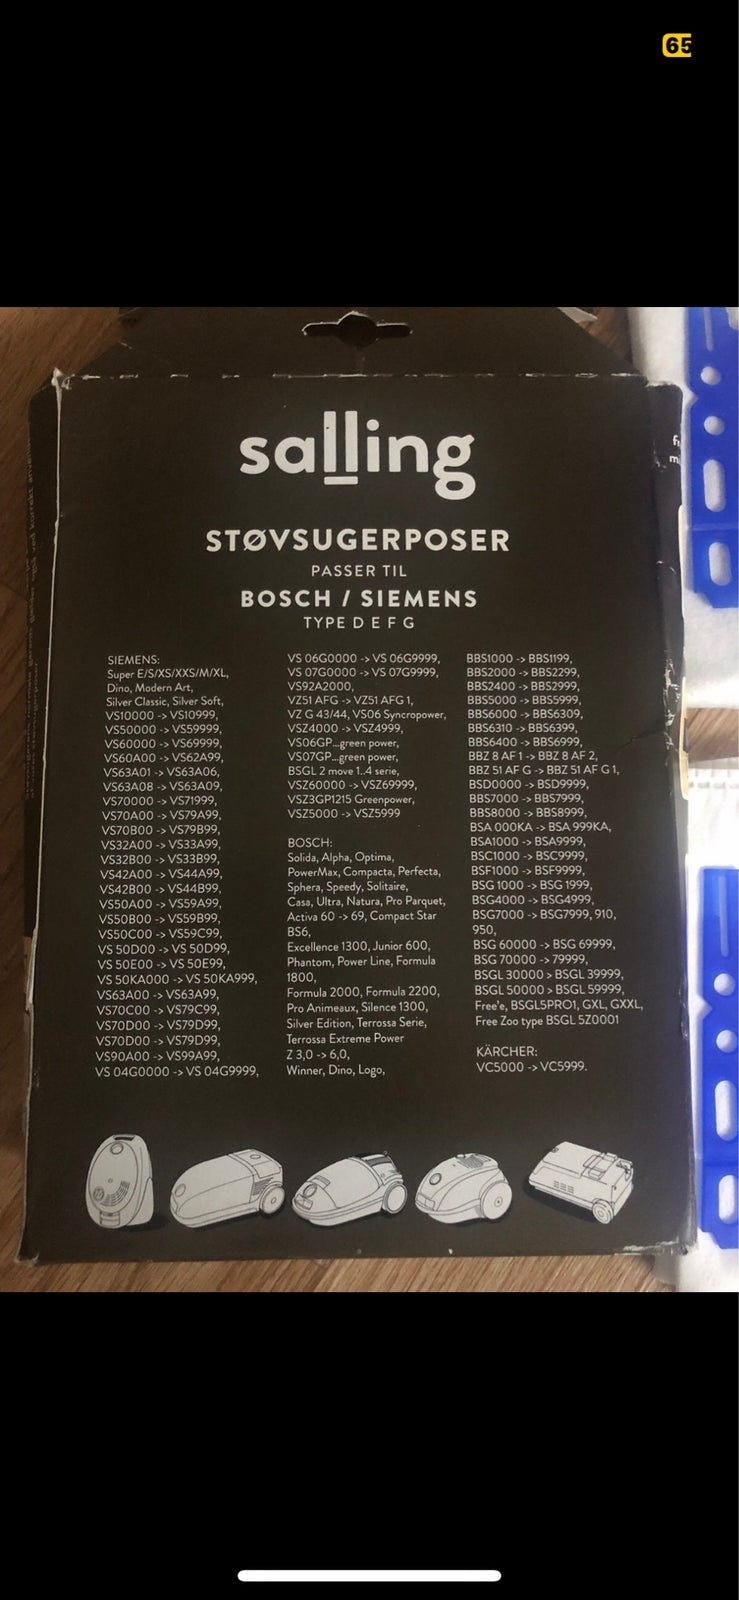 65
salling
STØVSUGERPOSER
PASSER TIL
BOSCH / SIEMENS
TYPE D E F G
SIEMENS:
Super E/S/XS/XXS/M/XL,
Dino, Modern Art,
Silver Classic, Silver Soft,
VS10000 -> VS10999,
VS50000 -> VS59999,
VS60000 -> VS69999,
VS60A00 -> VS62A99,
VS63A01 -> VS63A06,
VS63A08 -> VS63A09,
VS70000 -> VS71999,
VS70A00 -> VS79A99,
VS70B00 -> VS79B99,
VS32A00 -> VS33A99,
VS32B00 -> VS33B99,
VS42A00 -> VS44A99,
VS42B00 -> VS44B99,
VS50A00 -> VS59A99,
VS50B00 -> VS59B99,
VS50C00 -> VS59C99,
VS 50D00 -> VS 50D99,
VS 50E00 -> VS 50E99,
VS 50KA000 -> VS 50KA999,
VS63A00 -> VS63A99,
VS70C00 -> VS79C99,
VS70D00 -> VS79D99,
VS70D00 -> VS79D99,
VS90A00 -> VS99A99,
VS 04G0000 -> VS 04G9999,
VS 06G0000 -> VS 06G9999,
VS 07G0000 -> VS 07G9999,
VS92A2000,
VZ51 AFG -> VZ51 AFG 1,
VZ G 43/44, VS06 Syncropower,
VSZ4000 -> VSZ4999,
VS06GP...green power,
VS07GP...green power,
BSGL 2 move 1..4 serie,
VSZ60000 -> VSZ69999,
VSZ3GP1215 Greenpower,
VSZ5000 -> VSZ5999
BOSCH:
Solida, Alpha, Optima,
PowerMax, Compacta, Perfecta,
Sphera, Speedy, Solitaire,
Casa, Ultra, Natura, Pro Parquet,
Activa 60 -> 69, Compact Star
BS6,
Excellence 1300, Junior 600,
Phantom, Power Line, Formula
1800,
Formula 2000, Formula 2200,
Pro Animeaux, Silence 1300,
Silver Edition, Terrossa Serie,
Terrossa Extreme Power
Z 3,0 -> 6,0,
Winner, Dino, Logo,
BBS1000 -> BBS1199,
BBS2000 -> BBS2299,
BBS2400 -> BBS2999,
BBS5000 -> BBS5999,
BBS6000 -> BBS6309,
BBS6310 -> BBS6399,
BBS6400 -> BBS6999,
BBZ 8 AF 1 -> BBZ 8 AF 2,
BBZ 51 AF G -> BBZ 51 AF G 1,
BSD0000 -> BSD9999,
BBS7000 -> BBS7999,
BBS8000 -> BBS8999,
BSA 000KA -> BSA 999KA,
BSA1000 -> BSA9999,
BSC1000 -> BSC9999,
BSF1000 -> BSF9999,
BSG 1000 -> BSG 1999,
BSG4000 -> BSG4999,
BSG7000 -> BSG7999, 910,
950,
BSG 60000 -> BSG 69999,
BSG 70000 -> 79999,
BSGL 30000 > BSGL 39999,
BSGL 50000 > BSGL 59999,
Free'e, BSGL5PRO1, GXL, GXXL,
Free Zoo type BSGL 5Z0001
KÄRCHER:
VC5000 -> VC5999.